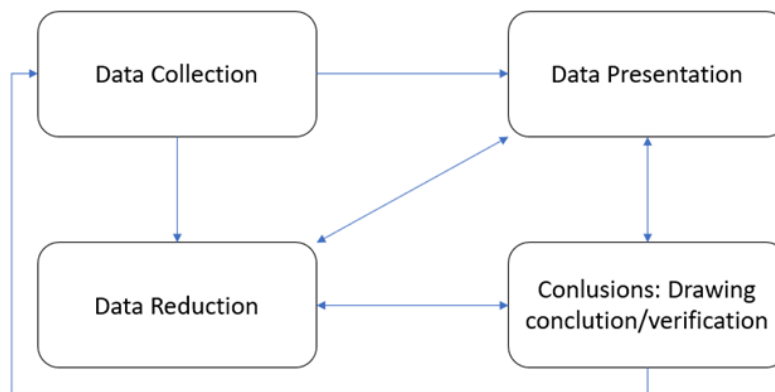 Data Collection
Data Presentation
Data Reduction
Conlusions: Drawing
conclution/verification